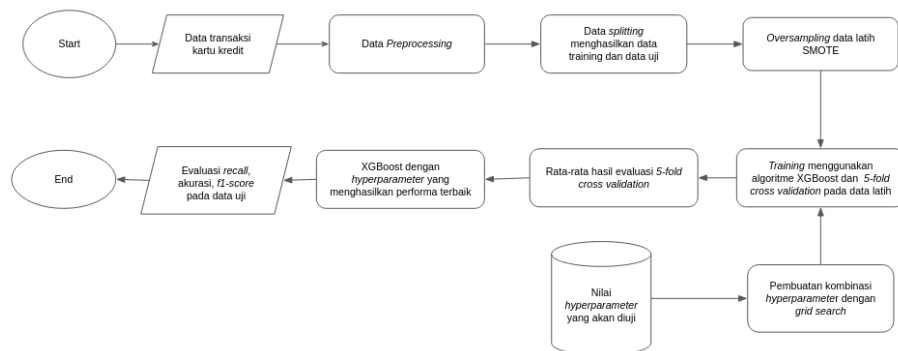 Start
Data transaksi
kartu kredit
Data Preprocessing
Data splitting
menghasilkan data
training dan data uji
Oversampling data latih
SMOTE
Training menggunakan
algoritme XGBoost dan 5-fold
cross validation pada data latih
Rata-rata hasil evaluasi 5-fold
cross validation
XGBoost dengan
hyperparameter yang
menghasilkan performa terbaik
Evaluasi recall,
akurasi, f1-score
pada data uji
End
Nilai
hyperparameter
yang akan diuji
Pembuatan kombinasi
hyperparameter dengan
grid search